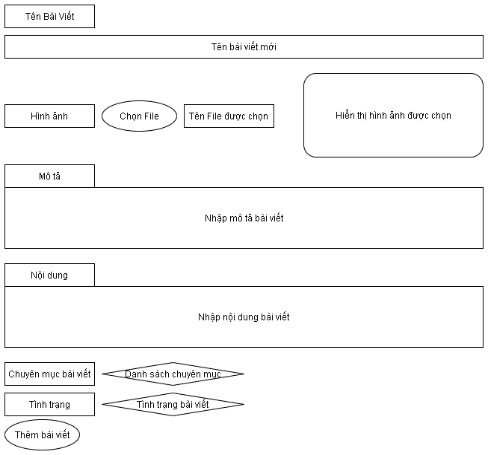 Tên Bài Viết
Tên bài viết mới
Hình ảnh
Chọn File
Tên File được chọn
Hiển thị hình ảnh được chọn
Mô tả
Nhập mô tả bài viết
Nội dung
Nhập nội dung bài viết
Chuyên mục bài viết
Danh sách chuyên mục
Tình trạng
Tình trạng bài viết
Thêm bài viết